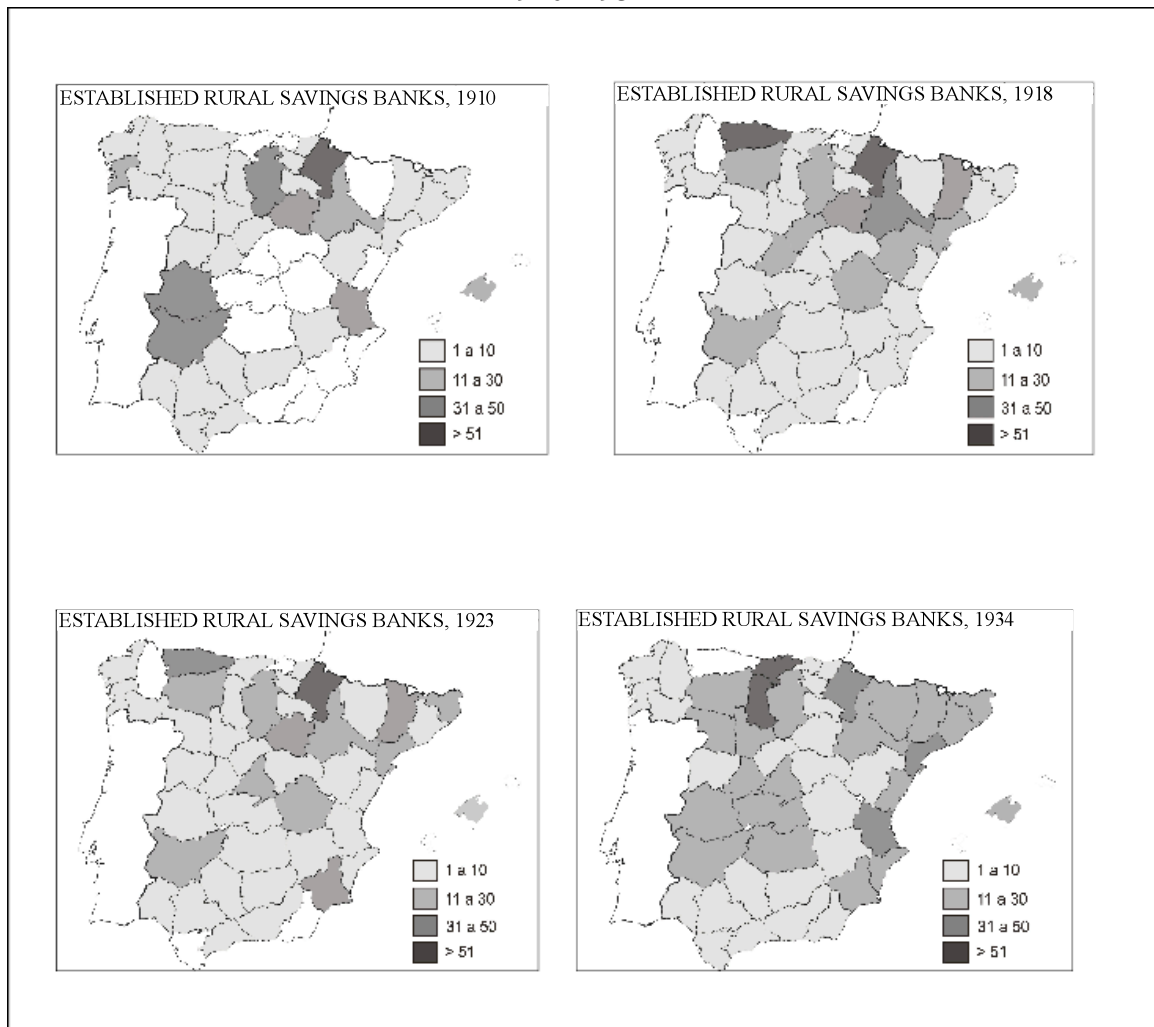 ESTABLISHED RURAL SAVINGS BANKS, 1910
1 a 10
11 a 30
31 a 50
> 51
ESTABLISHED RURAL SAVINGS BANKS, 1918
1 a 10
11 a 30
31 a 50
> 51
ESTABLISHED RURAL SAVINGS BANKS, 1923
1 a 10
11 a 30
31 a 50
> 51
ESTABLISHED RURAL SAVINGS BANKS, 1934
1 a 10
11 a 30
31 a 50
> 51